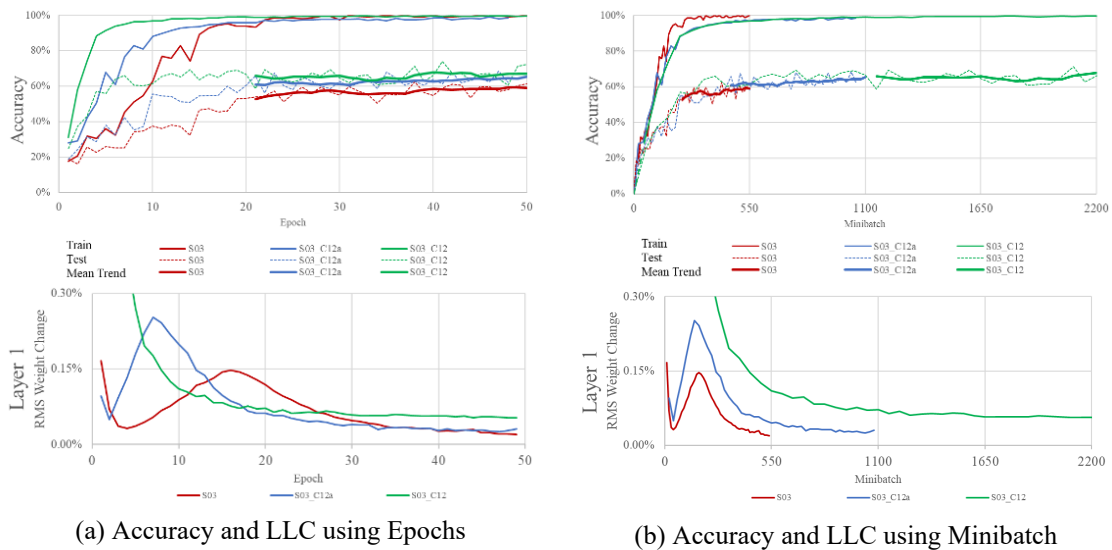 100%
80%
60%
40%
20%
0%
Accuracy
0 10 20 30 40 50
Epoch
Train S03 S03_C12a S03_C12
Test S03 S03_C12a S03_C12
Mean Trend S03 S03_C12a S03_C12
0.30%
0.15%
0.00%
Layer 1
RMS Weight Change
0 10 20 30 40 50
Epoch
S03 S03_C12a S03_C12
(a) Accuracy and LLC using Epochs
100%
80%
60%
40%
20%
0%
Accuracy
0 550 1100 1650 2200
Minibatch
Train S03 S03_C12a S03_C12
Test S03 S03_C12a S03_C12
Mean Trend S03 S03_C12a S03_C12
0.30%
0.15%
0.00%
Layer 1
RMS Weight Change
0 550 1100 1650 2200
Minibatch
S03 S03_C12a S03_C12
(b) Accuracy and LLC using Minibatch